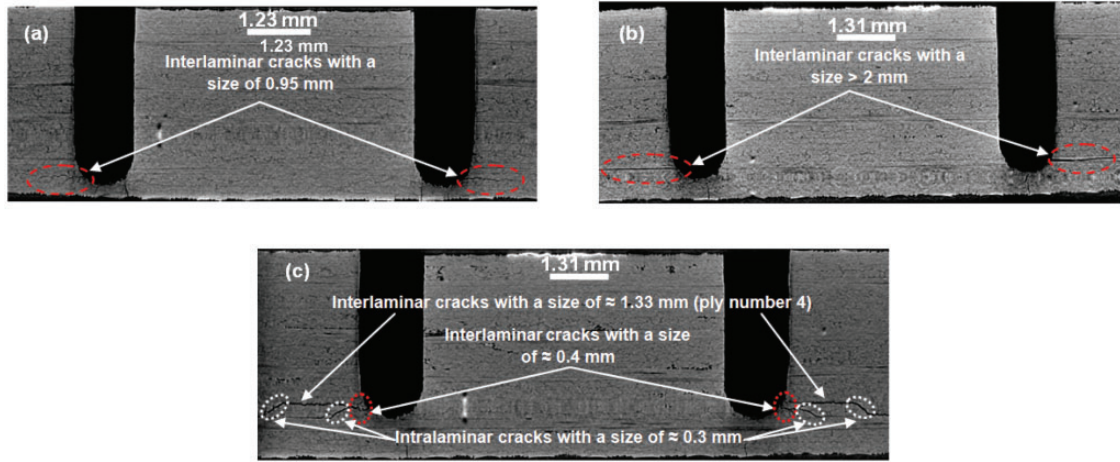 (a)
1.23 mm
1.23 mm
Interlaminar cracks with a
size of 0.95 mm
(b)
1.31 mm
Interlaminar cracks with a
size > 2 mm
(c)
1.31 mm
Interlaminar cracks with a size of ≈ 1.33 mm (ply number 4)
Interlaminar cracks with a size
of ≈ 0.4 mm
Intralaminar cracks with a size of ≈ 0.3 mm